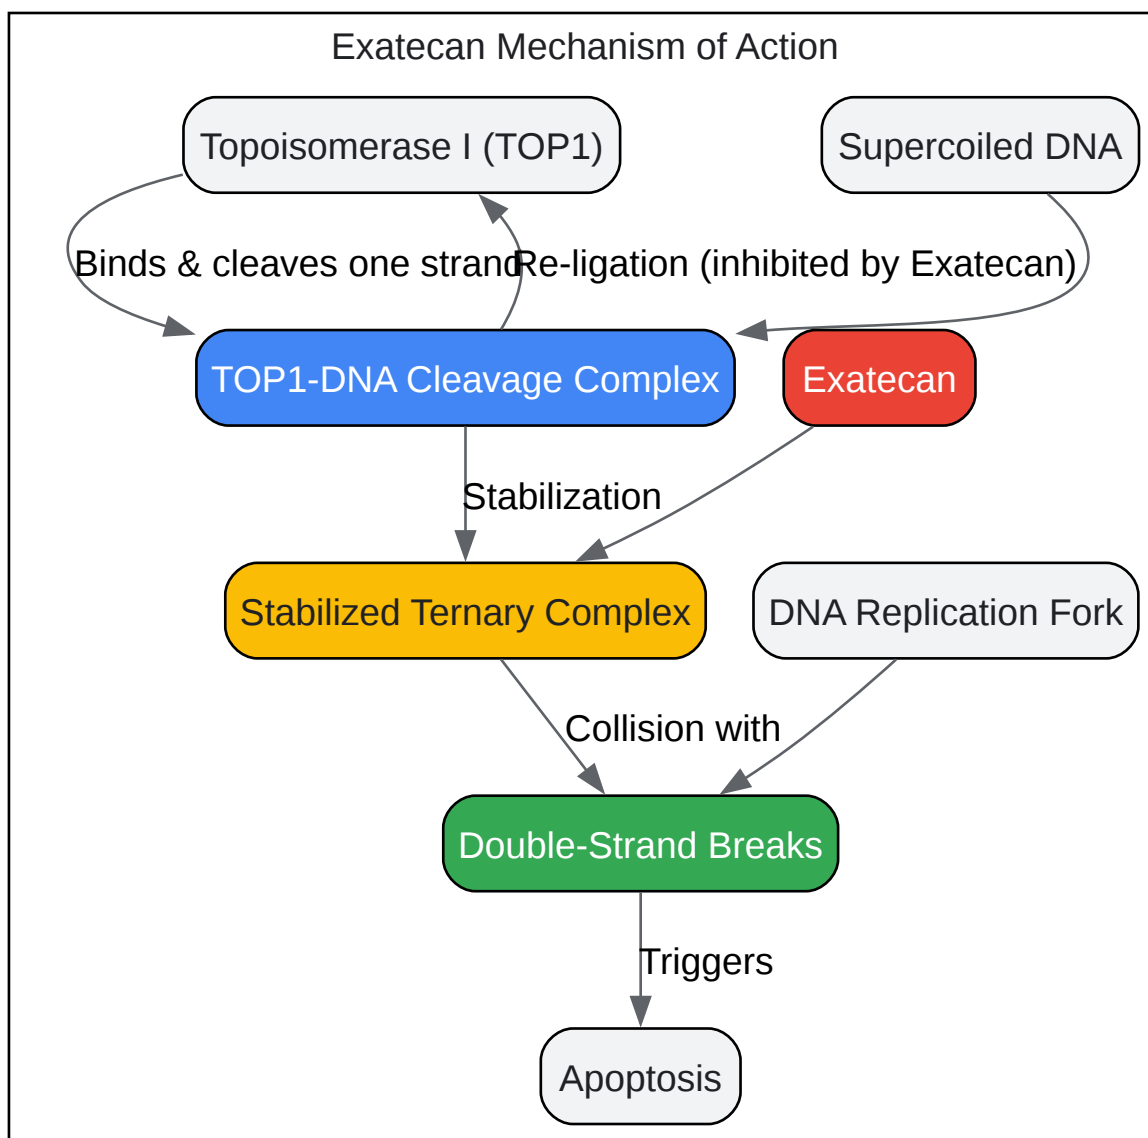 Exatecan Mechanism of Action
Topoisomerase I (TOP1)
Supercoiled DNA
Binds & cleaves one strand
Re-ligation (inhibited by Exatecan)
TOP1-DNA Cleavage Complex
Exatecan
Stabilization
Stabilized Ternary Complex
DNA Replication Fork
Collision with
Double-Strand Breaks
Triggers
Apoptosis